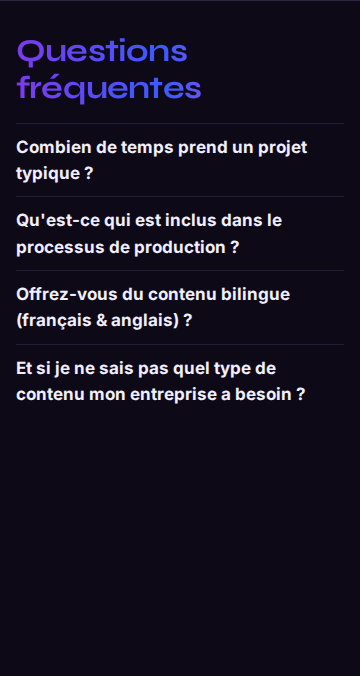 Questions
fréquentes
Combien de temps prend un projet
typique ?
Qu'est-ce qui est inclus dans le
processus de production ?
Offrez-vous du contenu bilingue
(français & anglais) ?
Et si je ne sais pas quel type de
contenu mon entreprise a besoin ?